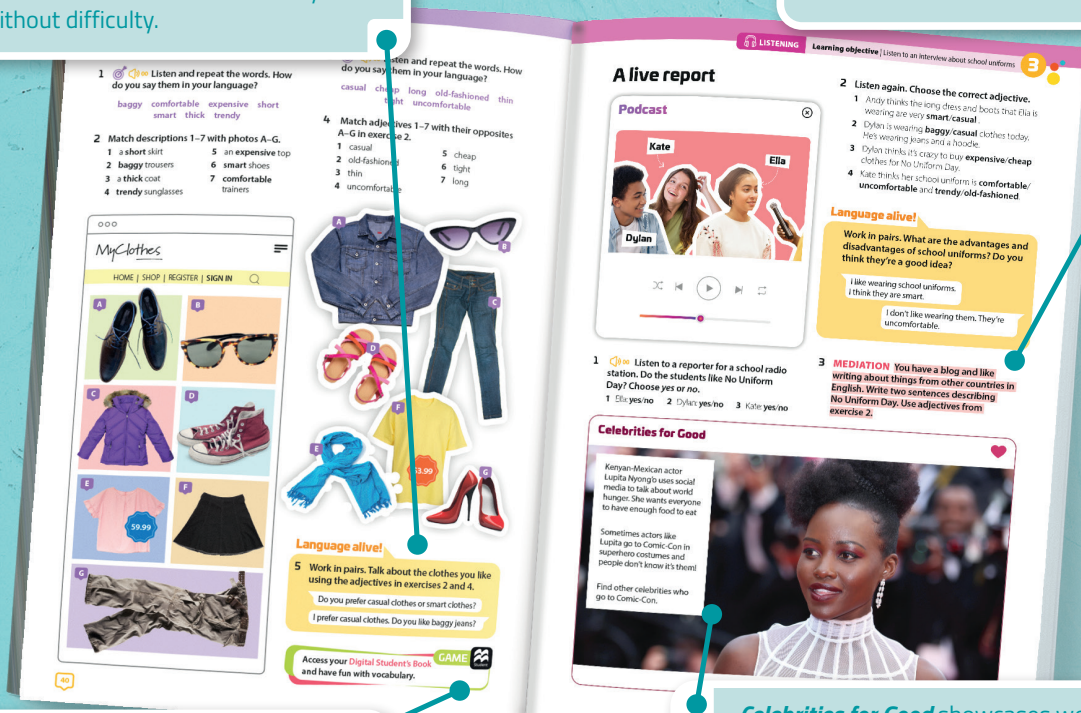 ithout difficulty.
1 Listen and repeat the words. How
do you say them in your language?
baggy comfortable expensive short
smart thick trendy
2 Match descriptions 1–7 with photos A–G.
1 a short skirt
2 baggy trousers
3 a thick coat
4 trendy sunglasses
5 an expensive top
6 smart shoes
7 comfortable
trainers
MyClothes
HOME | SHOP | REGISTER | SIGN IN
A
B
C
D
E
59.99
F
G
40
and repeat the words. How
do you say them in your language?
casual cheap long old-fashioned thin
tight uncomfortable
4 Match adjectives 1–7 with their opposites
A–G in exercise 2.
1 casual
2 old-fashioned
3 thin
4 uncomfortable
5 cheap
6 tight
7 long
A
B
C
D
E
F
G
Language alive!
5 Work in pairs. Talk about the clothes you like
using the adjectives in exercises 2 and 4.
Do you prefer casual clothes or smart clothes?
I prefer casual clothes. Do you like baggy jeans?
Access your Digital Student's Book
and have fun with vocabulary.
GAME
LISTENING Learning objective | Listen to an interview about school uniforms 3
A live report
Podcast
Kate
Ella
Dylan
1 Listen to a reporter for a school radio
station. Do the students like No Uniform
Day? Choose yes or no.
1 Ella: yes/no 2 Dylan: yes/no 3 Kate: yes/no
2 Listen again. Choose the correct adjective.
1 Andy thinks the long dress and boots that Ella is
wearing are very smart/casual.
2 Dylan is wearing baggy/casual clothes today.
He's wearing jeans and a hoodie.
3 Dylan thinks it's crazy to buy expensive/cheap
clothes for No Uniform Day.
4 Kate thinks her school uniform is comfortable/
uncomfortable and trendy/old-fashioned.
Language alive!
Work in pairs. What are the advantages and
disadvantages of school uniforms? Do you
think they're a good idea?
I like wearing school uniforms.
I think they are smart.
I don't like wearing them. They're
uncomfortable.
3 MEDIATION You have a blog and like
writing about things from other countries in
English. Write two sentences describing
No Uniform Day. Use adjectives from
exercise 2.
Celebrities for Good
Kenyan-Mexican actor
Lupita Nyong'o uses social
media to talk about world
hunger. She wants everyone
to have enough food to eat
Sometimes actors like
Lupita go to Comic-Con in
superhero costumes and
people don't know it's them!
Find other celebrities who
go to Comic-Con.
Celebrities for Good showcases